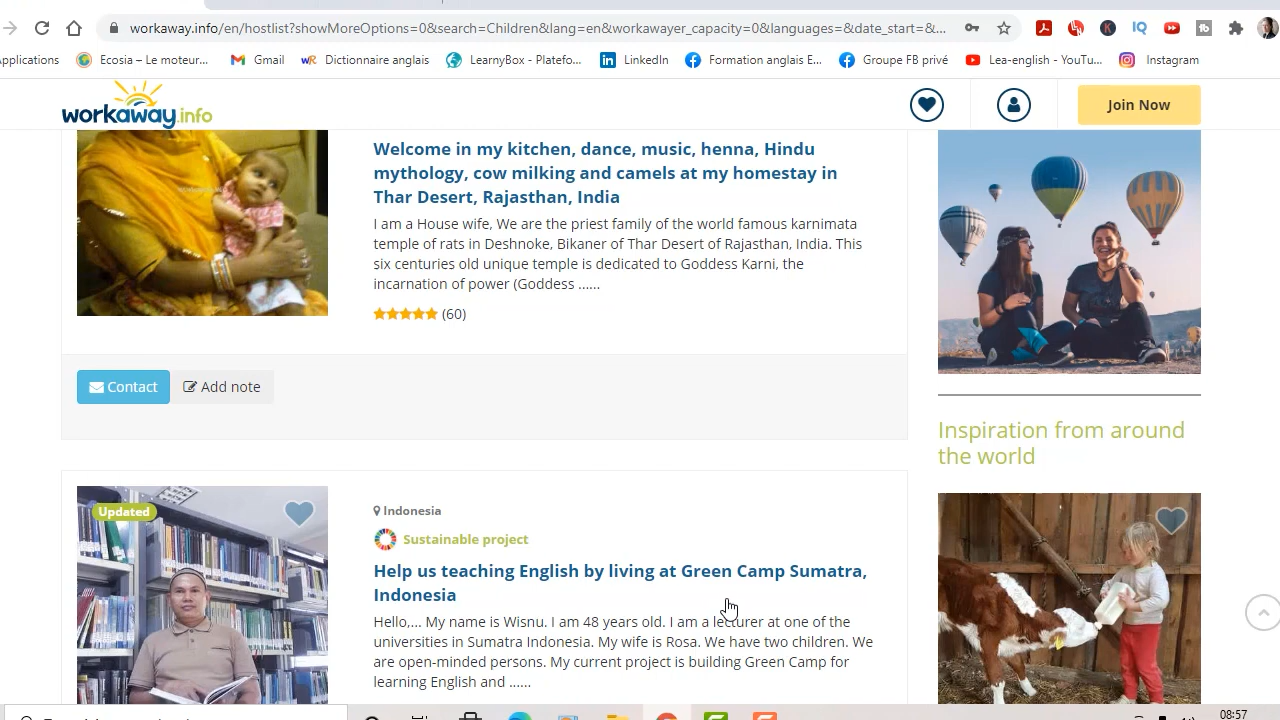 workaway.info/en/hostlist?showMoreOptions=0&search=Children&lang=en&workawayer_capacity=0&languages=&date_start=&...
Applications Ecosia - Le moteur... Gmail Dictionnaire anglais LearnyBox - Platefo... LinkedIn Formation anglais E... Groupe FB privé Lea-english - YouTu... Instagram
workaway.info Join Now
Welcome in my kitchen, dance, music, henna, Hindu
mythology, cow milking and camels at my homestay in
Thar Desert, Rajasthan, India
I am a House wife, We are the priest family of the world famous karnimata
temple of rats in Deshnoke, Bikaner of Thar Desert of Rajasthan, India. This
six centuries old unique temple is dedicated to Goddess Karni, the
incarnation of power (Goddess ......
(60)
Contact Add note
Inspiration from around
the world
Updated
Indonesia
Sustainable project
Help us teaching English by living at Green Camp Sumatra,
Indonesia
Hello,... My name is Wisnu. I am 48 years old. I am a lecturer at one of the
universities in Sumatra Indonesia. My wife is Rosa. We have two children. We
are open-minded persons. My current project is building Green Camp for
learning English and ......
08:57